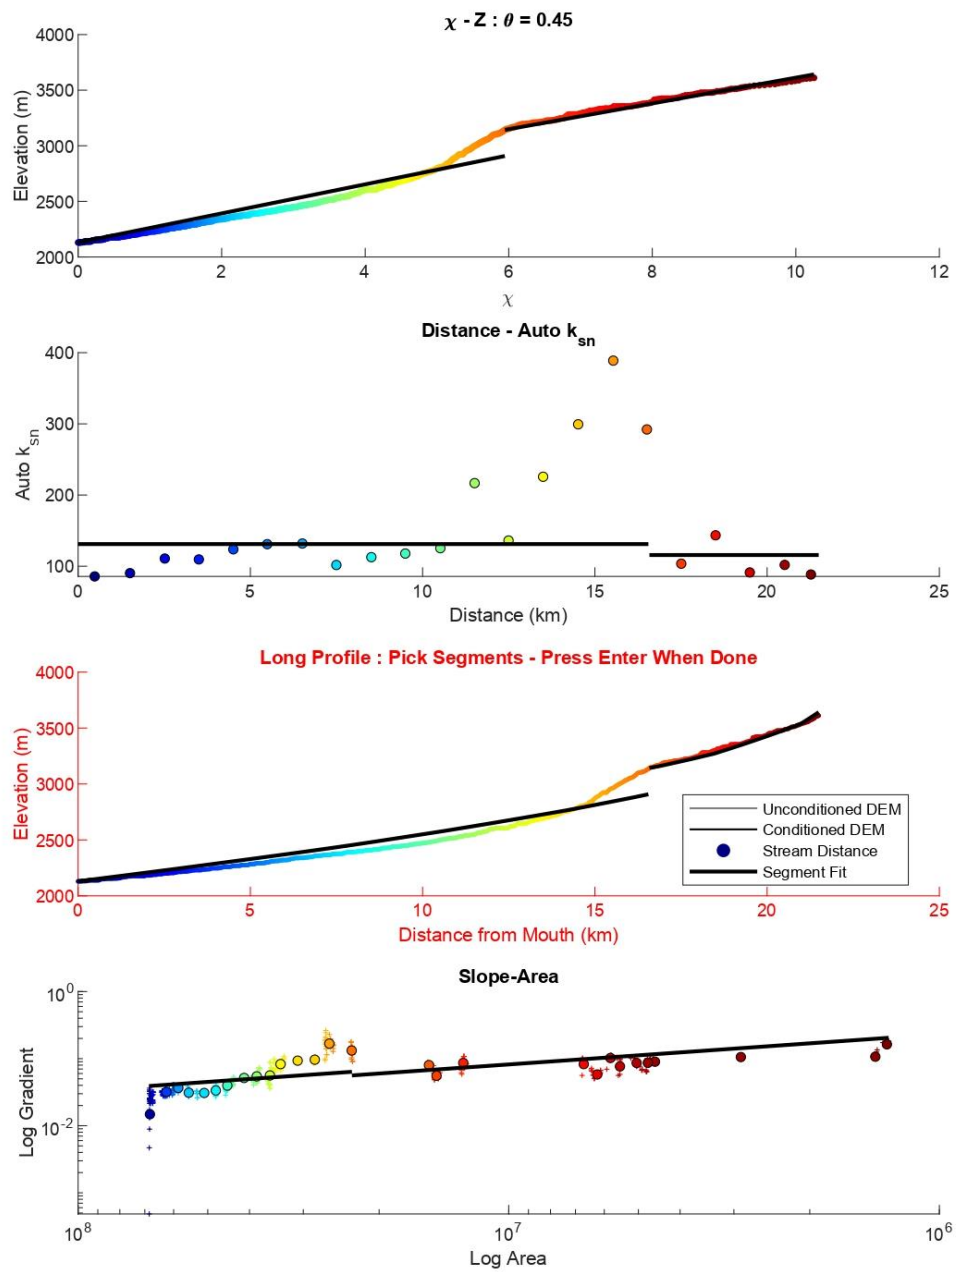 χ - Z : θ = 0.45
4000
3500
3000
2500
2000
Elevation (m)
0 2 4 6 8 10 12
χ
Distance - Auto k_sn
400
300
200
100
Auto k_sn
0 5 10 15 20 25
Distance (km)
Long Profile : Pick Segments - Press Enter When Done
4000
3500
3000
2500
2000
Elevation (m)
Unconditioned DEM
Conditioned DEM
Stream Distance
Segment Fit
0 5 10 15 20 25
Distance from Mouth (km)
Slope-Area
10^0
10^-2
Log Gradient
10^8 10^7 10^6
Log Area